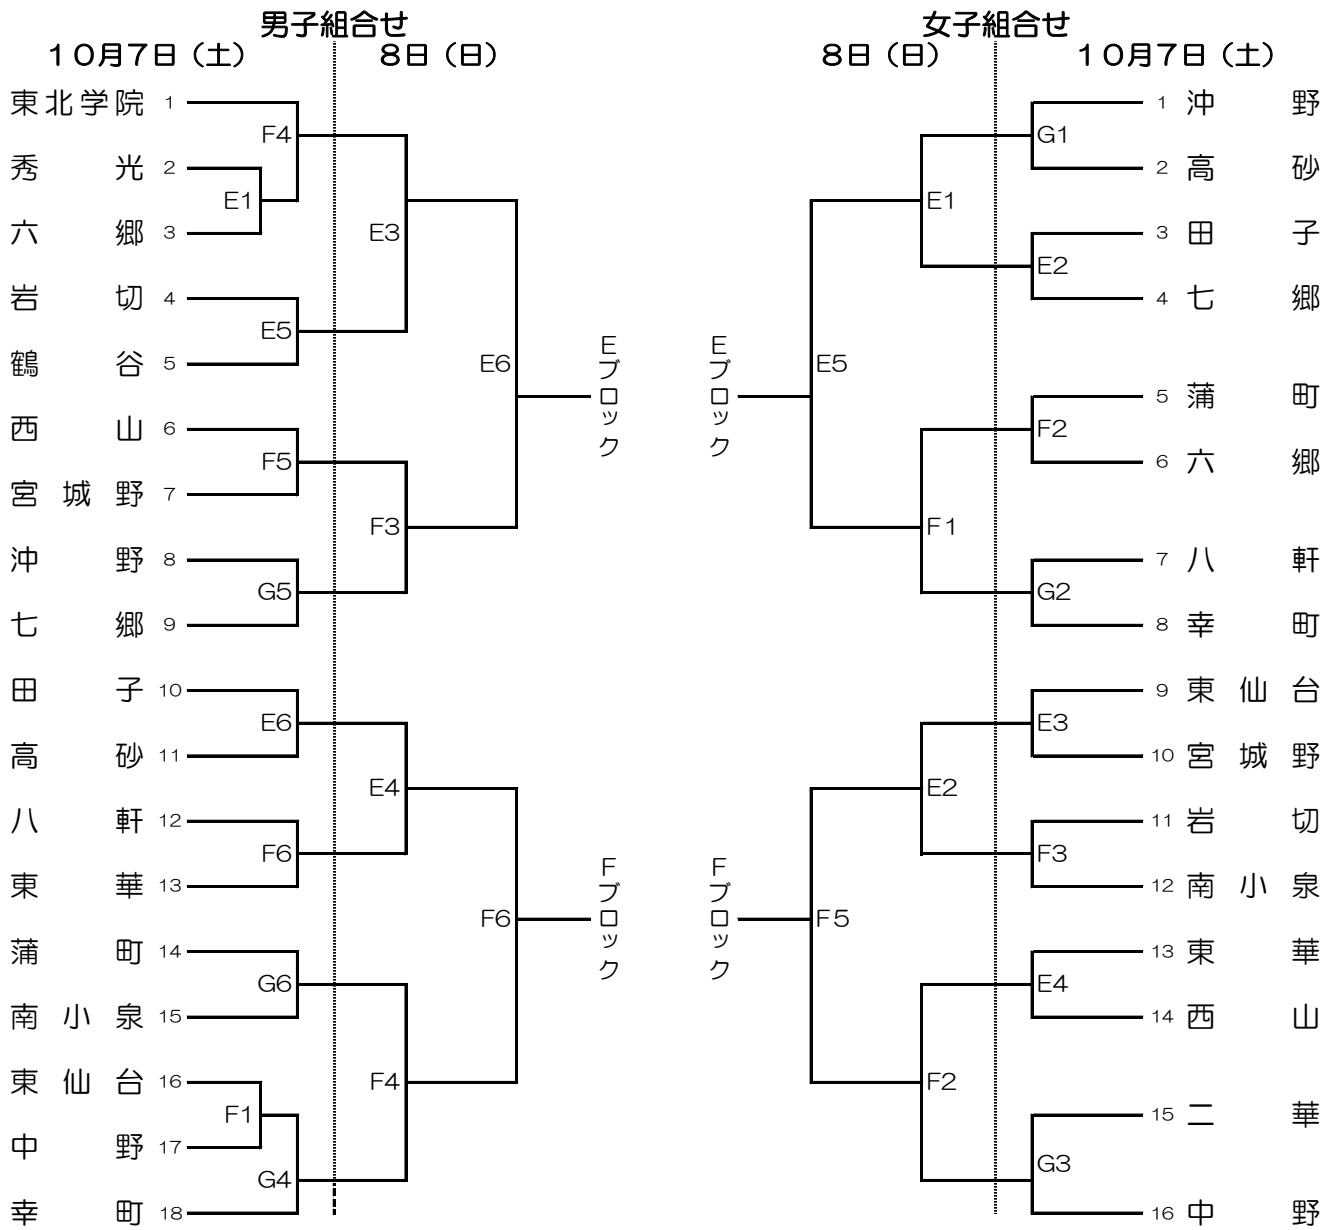 男子組合せ
１０月７日（土） ８日（日）
東北学院 1
F4
秀光 2
E1
六郷 3
E3
岩切 4
E5
鶴谷 5
E6
Eブロック
西山 6
F5
宮城野 7
F3
沖野 8
G5
七郷 9
田子 10
E6
高砂 11
E4
八軒 12
F6
東華 13
F6
Fブロック
蒲町 14
G6
南小泉 15
東仙台 16
F4
F1
中野 17
G4
幸町 18
女子組合せ
８日（日） １０月７日（土）
1 沖野
G1
2 高砂
E1
3 田子
E2
4 七郷
Eブロック
E5
5 蒲町
F2
6 六郷
F1
7 八軒
G2
8 幸町
9 東仙台
E3
10 宮城野
E2
11 岩切
F3
12 南小泉
Fブロック
F5
13 東華
E4
14 西山
F2
15 二華
G3
16 中野